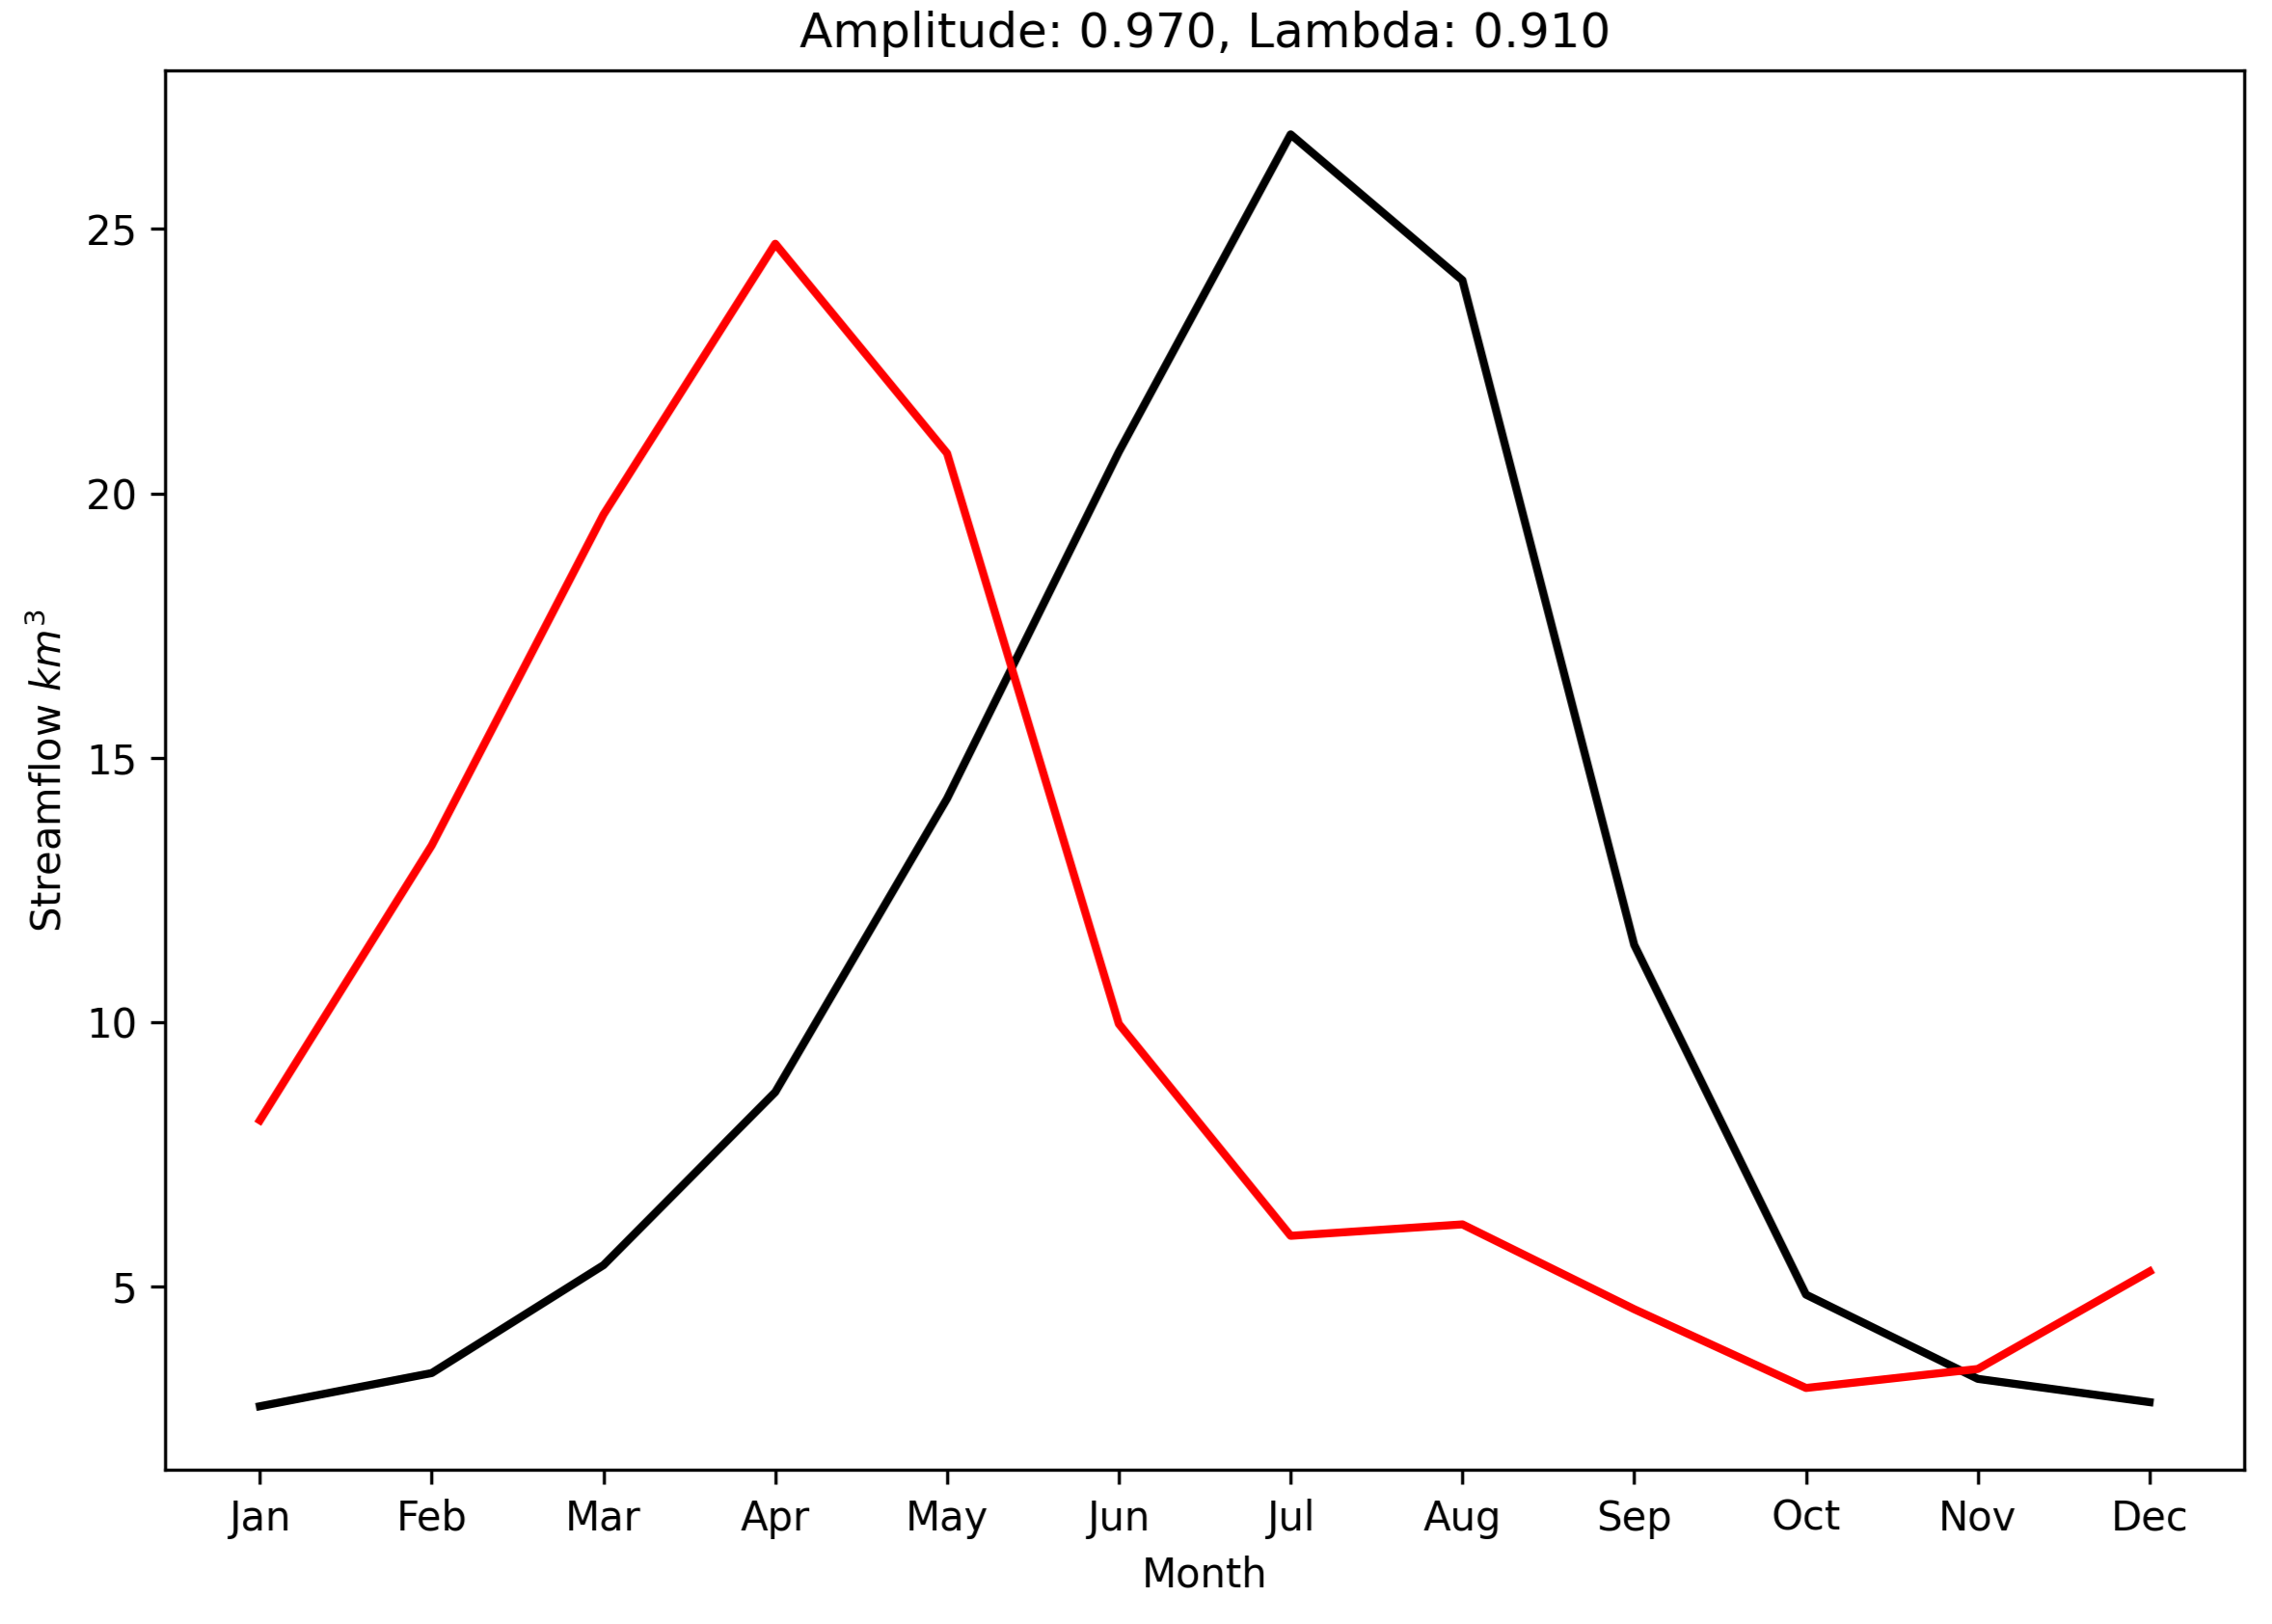 Amplitude: 0.970, Lambda: 0.910
25
20
15
10
5
Streamflow km³
Jan Feb Mar Apr May Jun Jul Aug Sep Oct Nov Dec
Month